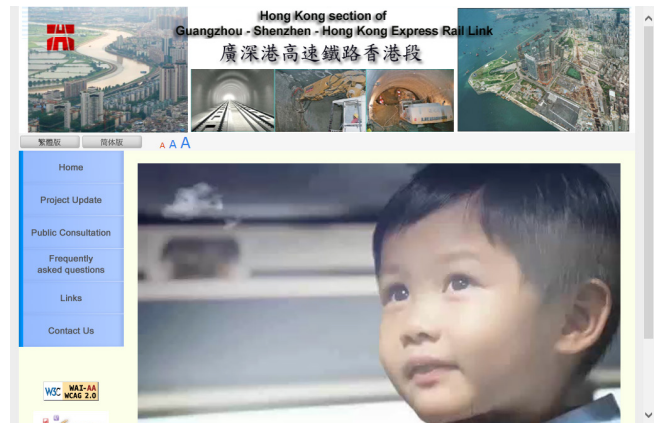 Hong Kong section of
Guangzhou - Shenzhen - Hong Kong Express Rail Link
廣深港高速鐵路香港段
繁體版
简体版
A A A
Home
Project Update
Public Consultation
Frequently
asked questions
Links
Contact Us
W3C WAI-AA
WCAG 2.0